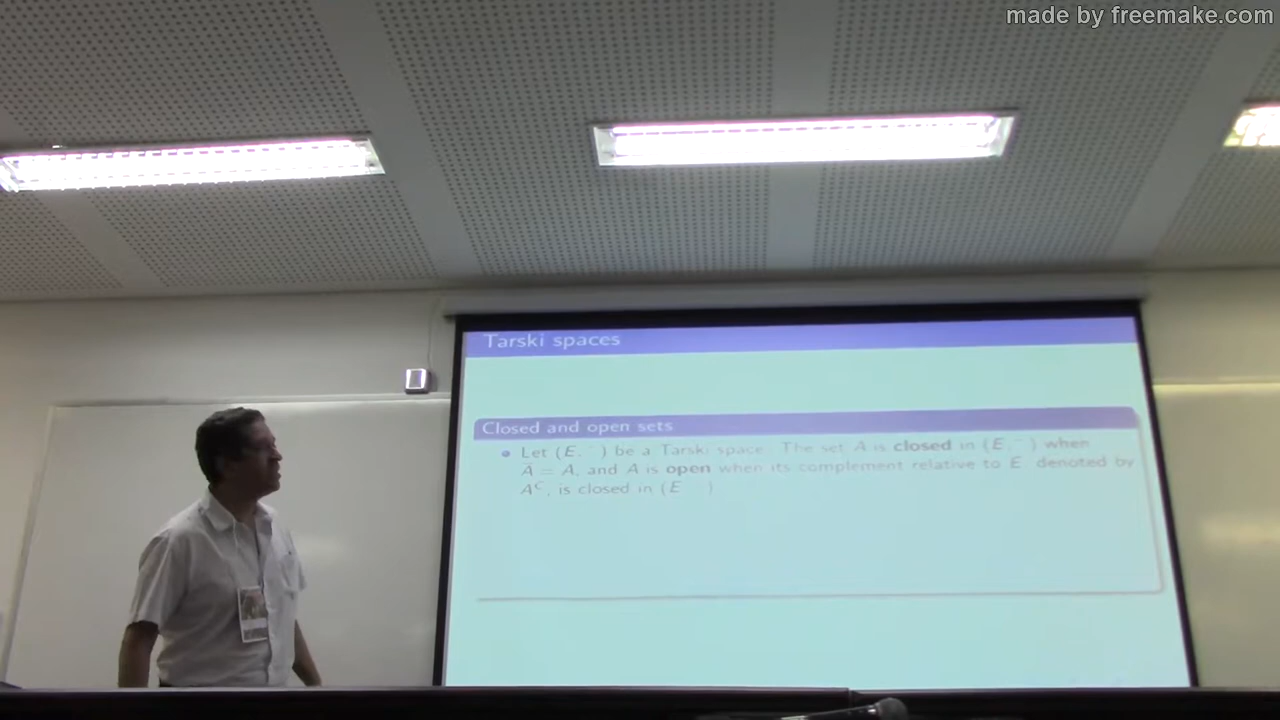 made by freemake.com
Tarski spaces
Closed and open sets
Let (E, ¯) be a Tarski space. The set A is closed in (E, ¯) when
A = A, and A is open when its complement relative to E denoted by
Aᶜ, is closed in (E )